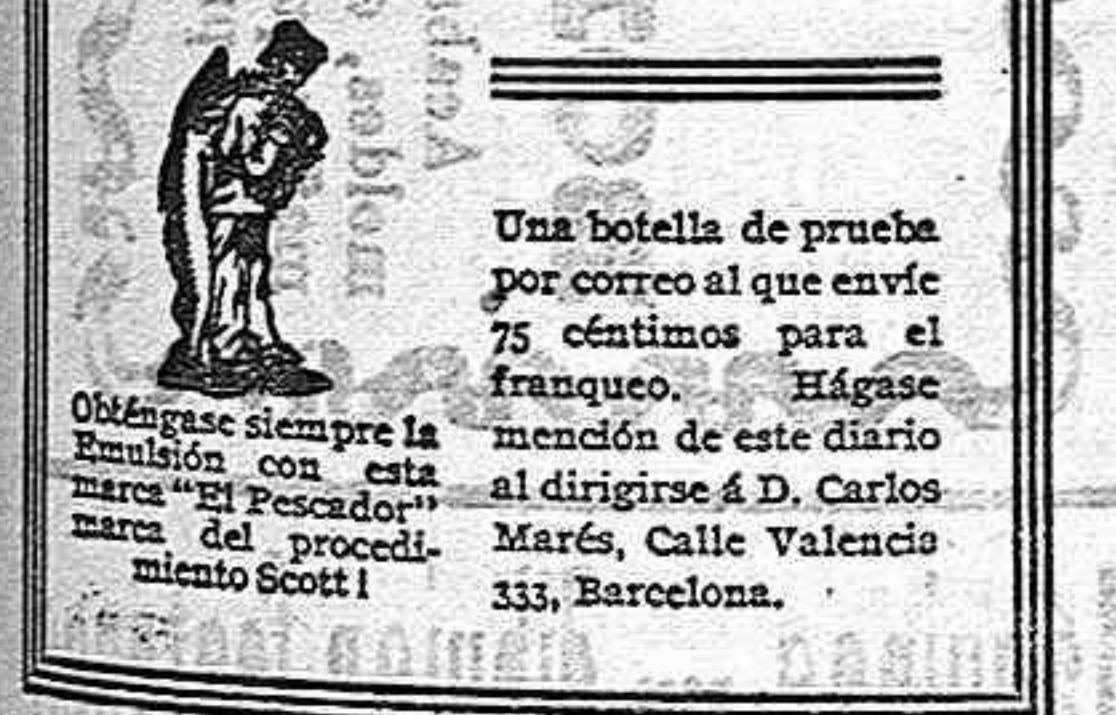 Obténgase siempre la
Emulsión con esta
marca "El Pescador"
marca del procedi-
miento Scott!
Una botella de prueba
por correo al que envíe
75 céntimos para el
franqueo. Hágase
mención de este diario
al dirigirse á D. Carlos
Marés, Calle Valencia
333, Barcelona.